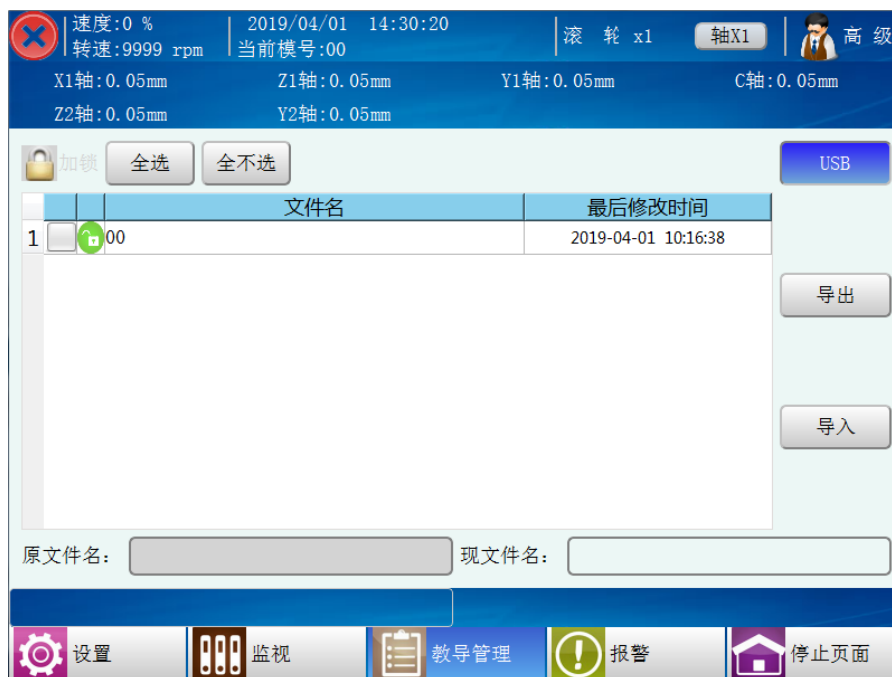 速度:0 % 2019/04/01 14:30:20 滚 轮 x1 轴X1 高 级
转速:9999 rpm 当前模号:00
X1轴:0.05mm Z1轴:0.05mm Y1轴:0.05mm C轴:0.05mm
Z2轴:0.05mm Y2轴:0.05mm
加锁 全选 全不选 USB
文件名 最后修改时间
1 00 2019-04-01 10:16:38
导出
导入
原文件名: 现文件名:
设置 监视 教导管理 报警 停止页面